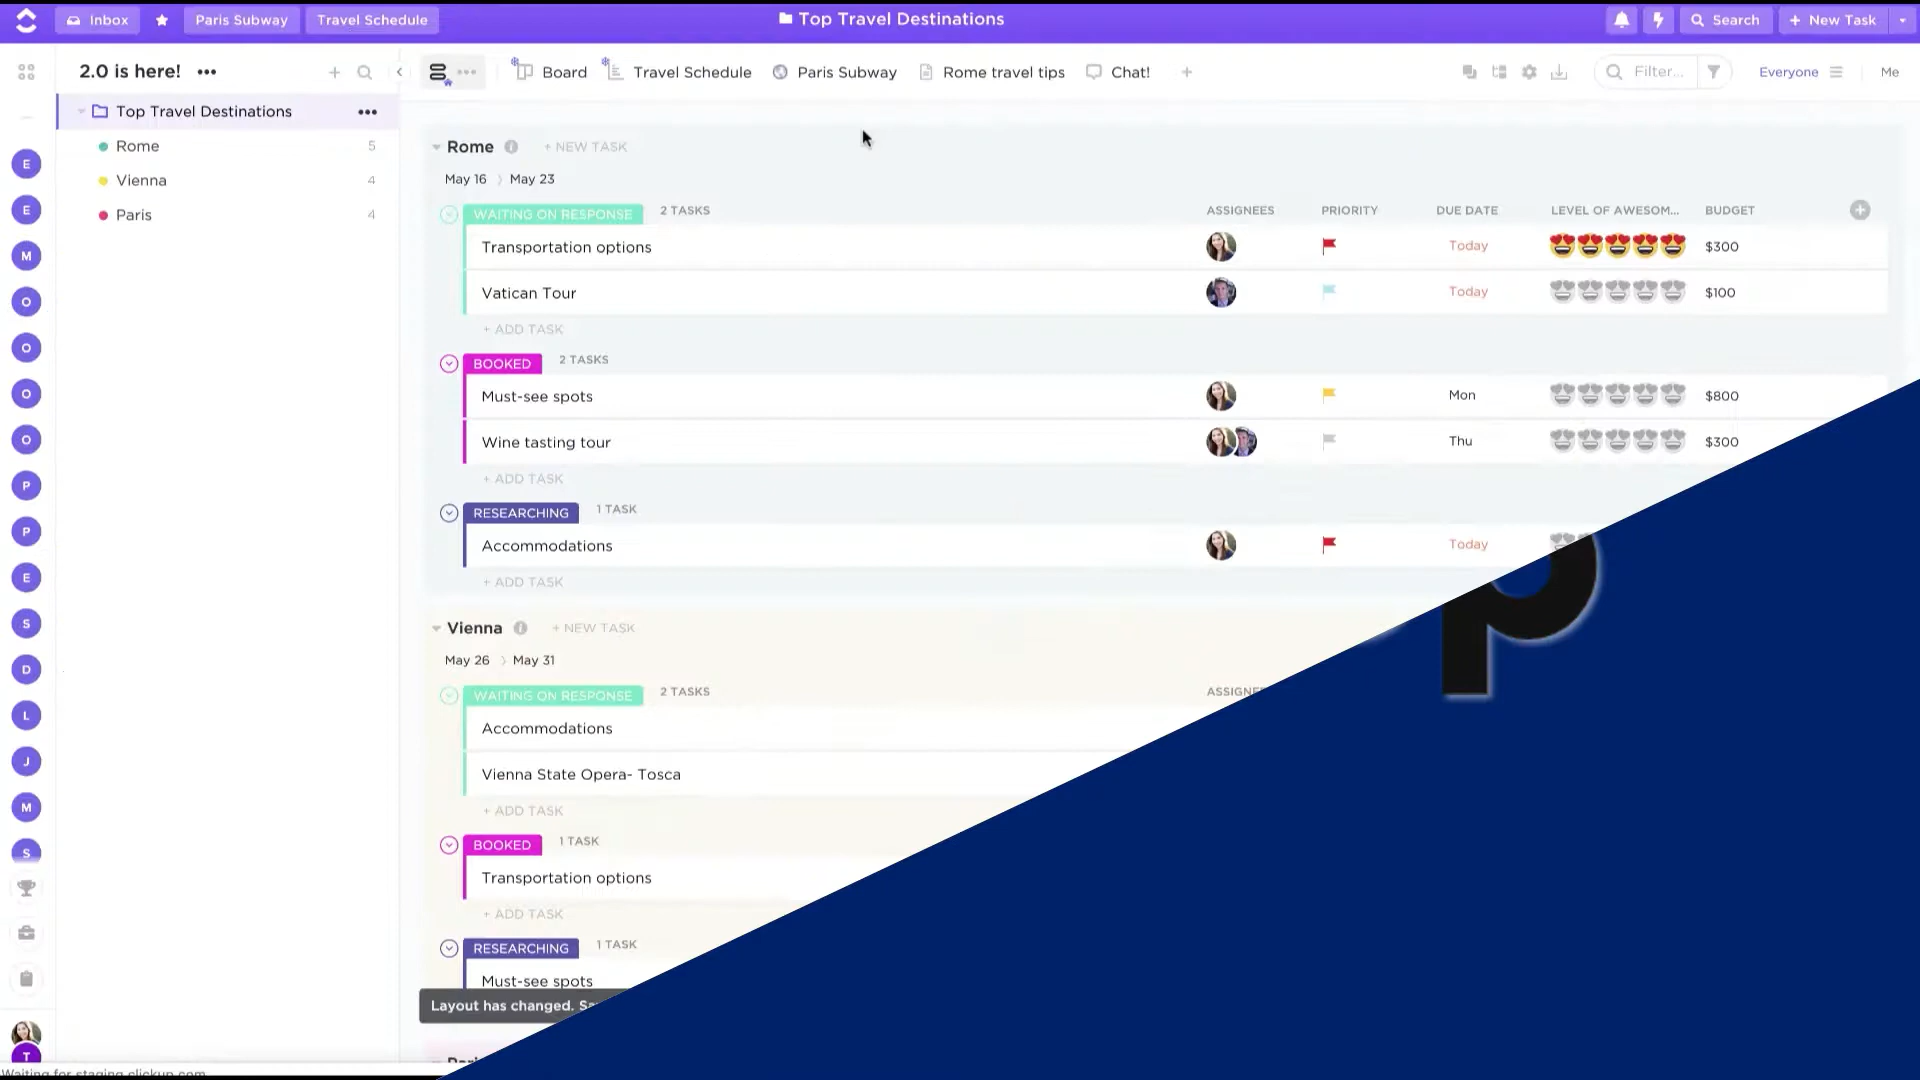 Inbox
Paris Subway
Travel Schedule
Top Travel Destinations
Search
+ New Task
2.0 is here!
Board
Travel Schedule
Paris Subway
Rome travel tips
Chat!
Filter...
Everyone
Me
Top Travel Destinations
Rome 5
Vienna 4
Paris 4
E
E
M
O
O
O
O
P
P
E
S
D
L
J
M
S
T
Rome + NEW TASK
May 16 May 23
WAITING ON RESPONSE 2 TASKS ASSIGNEES PRIORITY DUE DATE LEVEL OF AWESOM... BUDGET
Transportation options Today $300
Vatican Tour Today $100
+ ADD TASK
BOOKED 2 TASKS
Must-see spots Mon $800
Wine tasting tour Thu $300
+ ADD TASK
RESEARCHING 1 TASK
Accommodations Today
+ ADD TASK
Vienna + NEW TASK
May 26 May 31
WAITING ON RESPONSE 2 TASKS
Accommodations
Vienna State Opera- Tosca
+ ADD TASK
BOOKED 1 TASK
Transportation options
+ ADD TASK
RESEARCHING 1 TASK
Must-see spots
Layout has changed.
Waiting for staging.clickup.com
p